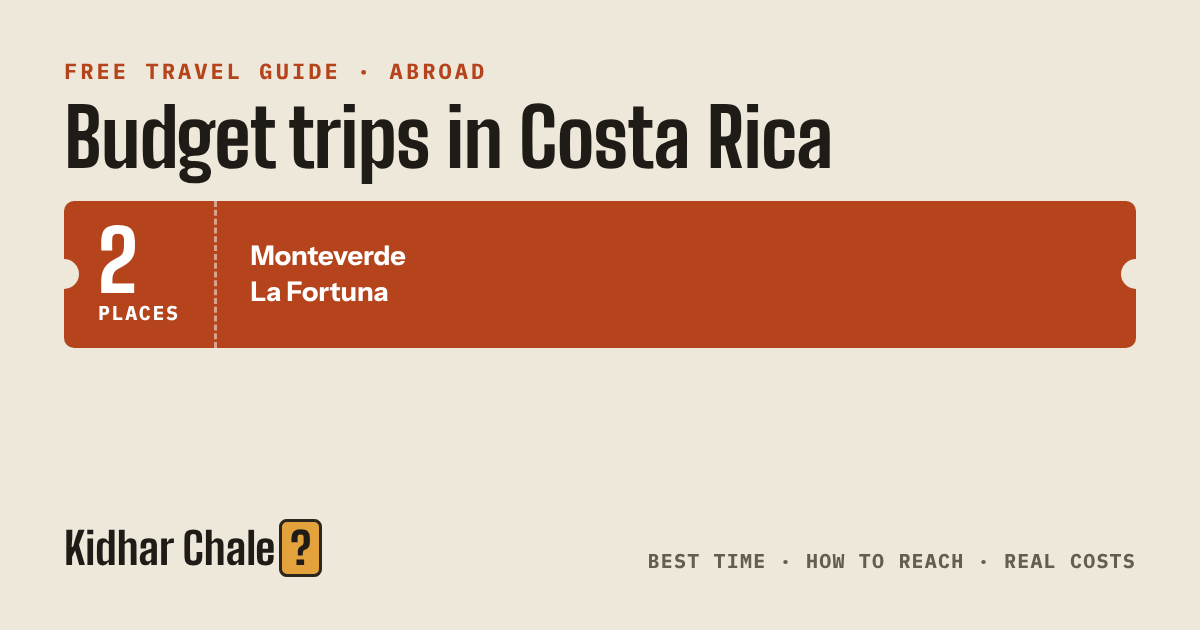 FREE TRAVEL GUIDE · ABROAD
Budget trips in Costa Rica
2
PLACES
Monteverde
La Fortuna
Kidhar Chale ?
BEST TIME · HOW TO REACH · REAL COSTS